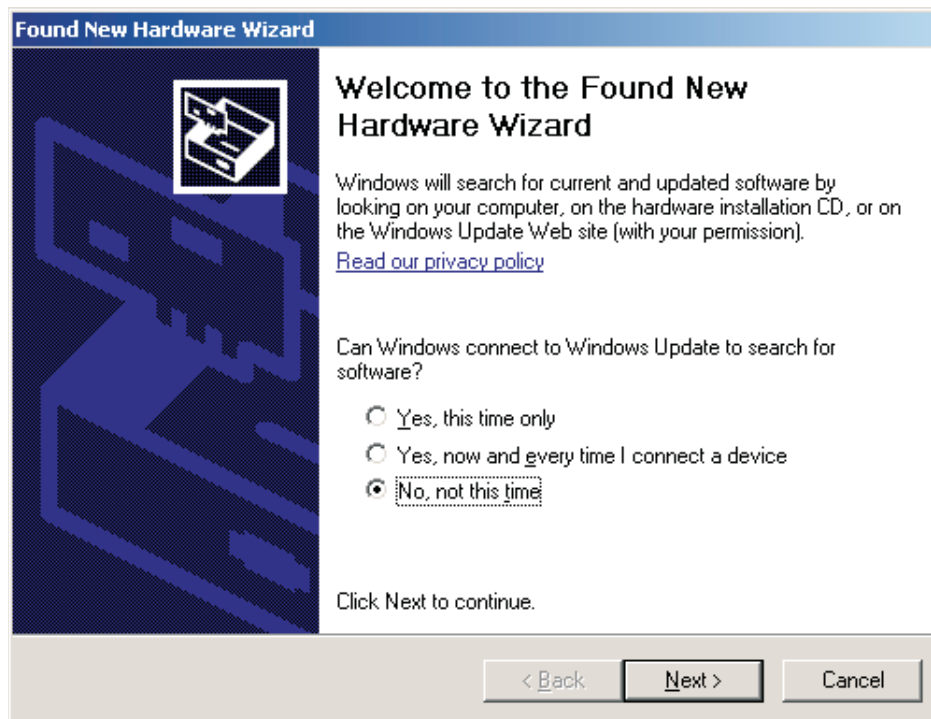 Found New Hardware Wizard
Welcome to the Found New
Hardware Wizard
Windows will search for current and updated software by
looking on your computer, on the hardware installation CD, or on
the Windows Update Web site (with your permission).
Read our privacy policy
Can Windows connect to Windows Update to search for
software?
Yes, this time only
Yes, now and every time I connect a device
No, not this time
Click Next to continue.
< Back Next > Cancel